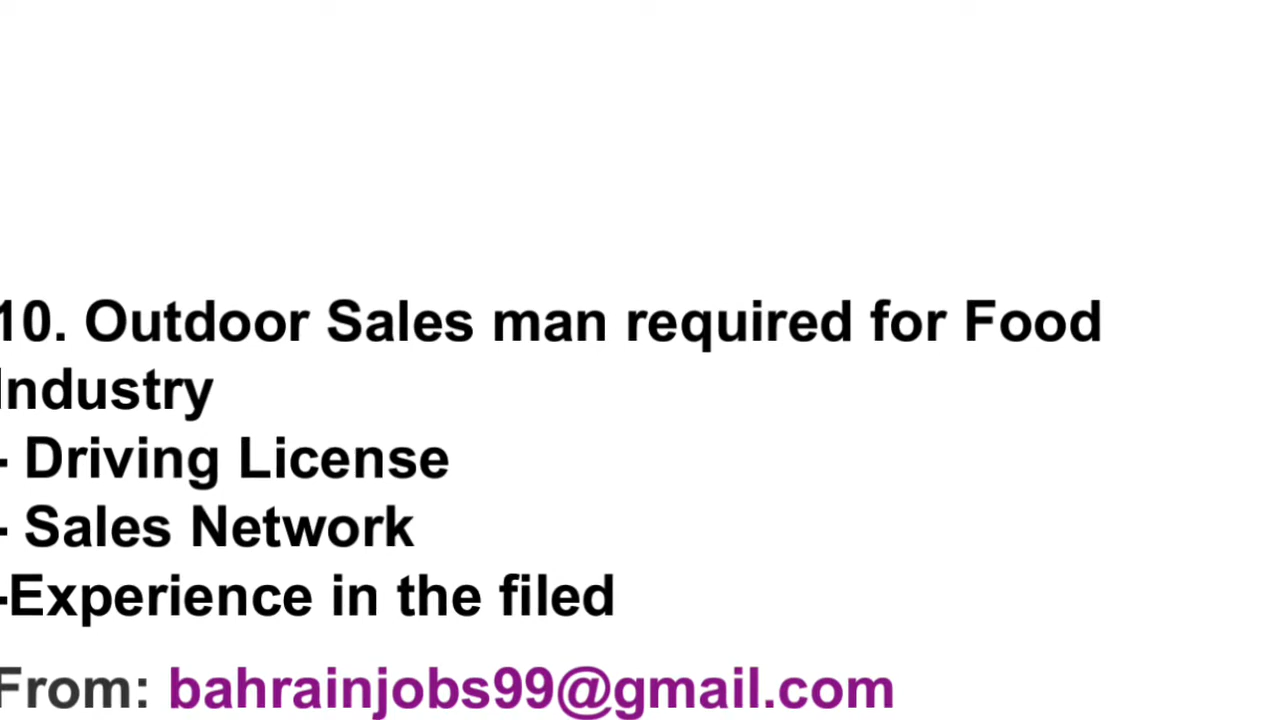 10. Outdoor Sales man required for Food
Industry
- Driving License
- Sales Network
-Experience in the filed
From: bahrainjobs99@gmail.com